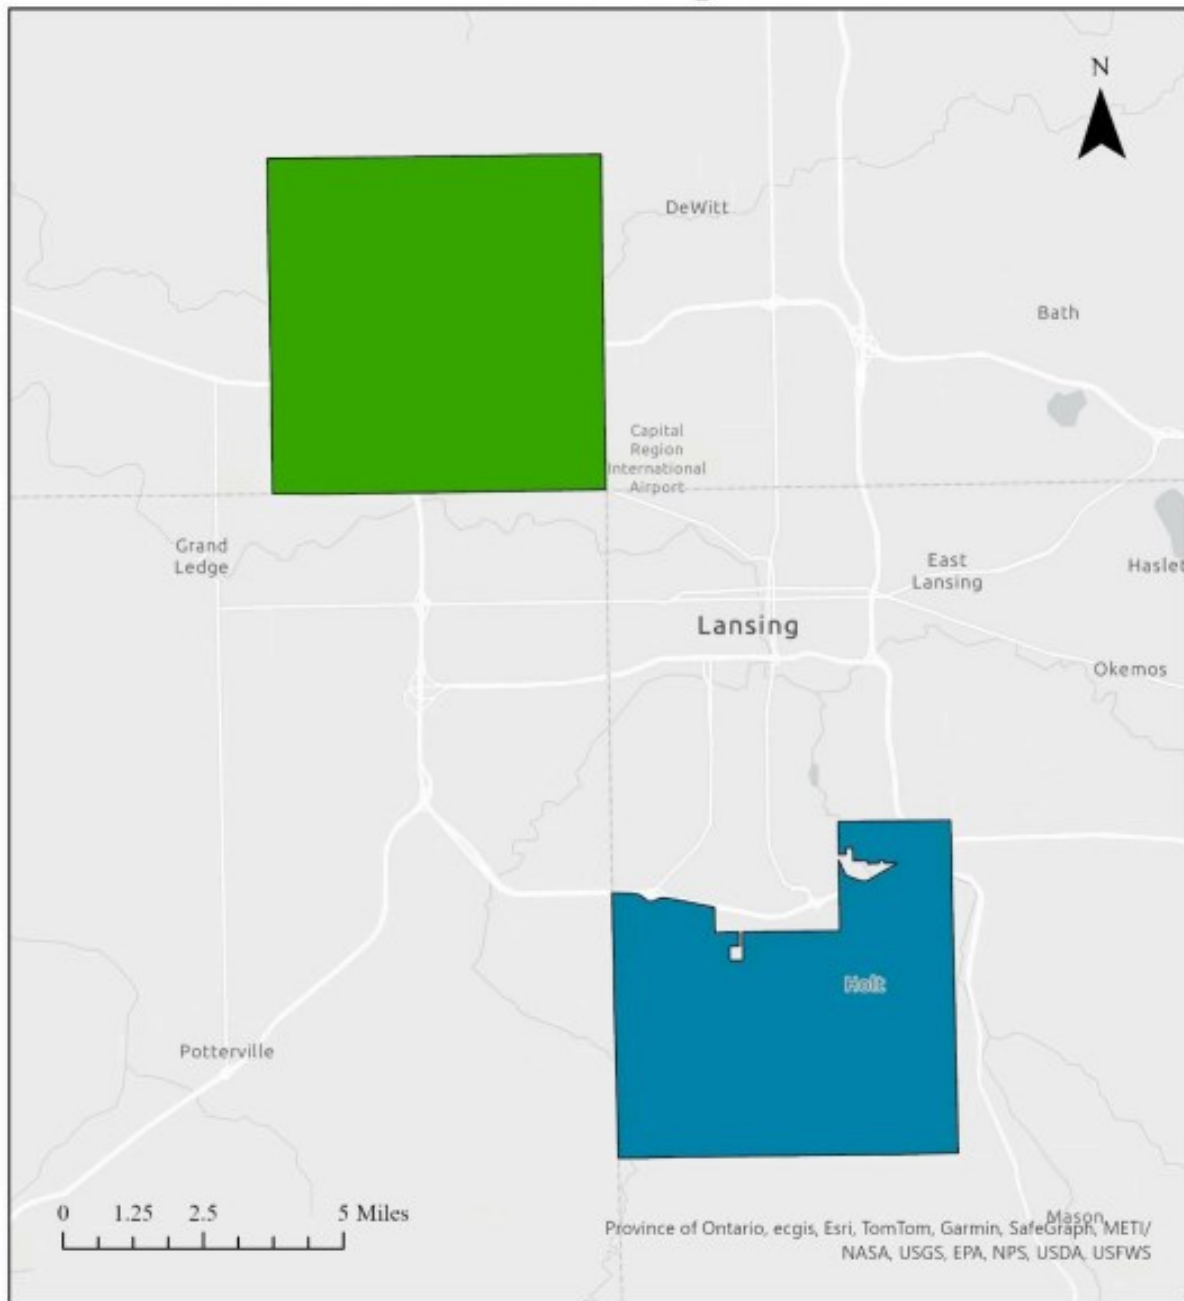 N
DeWitt
Bath
Capital
Region
International
Airport
Grand
Ledge
East
Lansing
Haslet
Lansing
Okemos
Holt
Potterville
0 1.25 2.5 5 Miles
Mason
Province of Ontario, ecgis, Esri, TomTom, Garmin, SafeGraph, METI/
NASA, USGS, EPA, NPS, USDA, USFWS